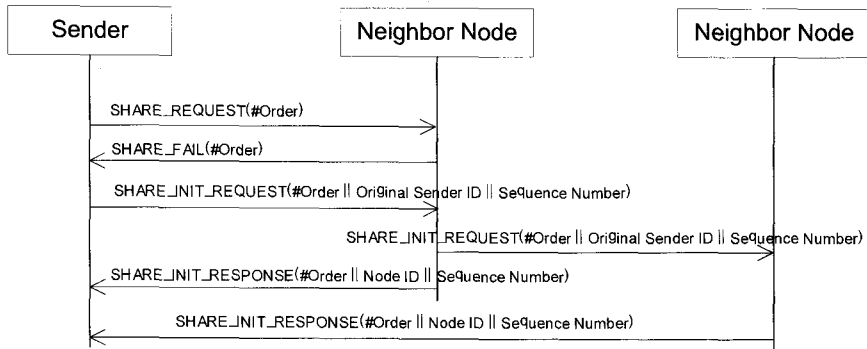 Sender
Neighbor Node
Neighbor Node
SHARE_REQUEST(#Order)
SHARE_FAIL(#Order)
SHARE_INIT_REQUEST(#Order || Original Sender ID || Sequence Number)
SHARE_INIT_REQUEST(#Order || Original Sender ID || Sequence Number)
SHARE_INIT_RESPONSE(#Order || Node ID || Sequence Number)
SHARE_INIT_RESPONSE(#Order || Node ID || Sequence Number)